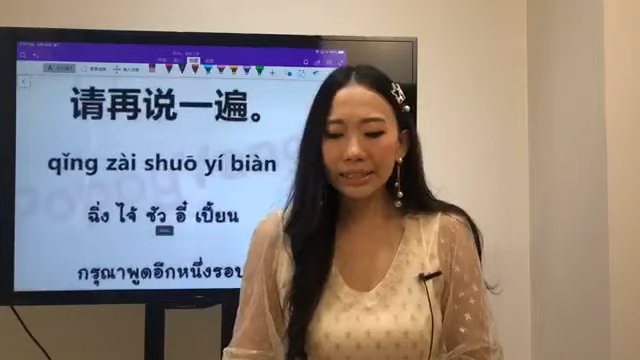 请再说一遍。
qǐng zài shuō yí biàn
ฉิ่ง ไจ้ ซัว อี๋ เปี้ยน
กรุณาพูดอีกหนึ่งรอบ